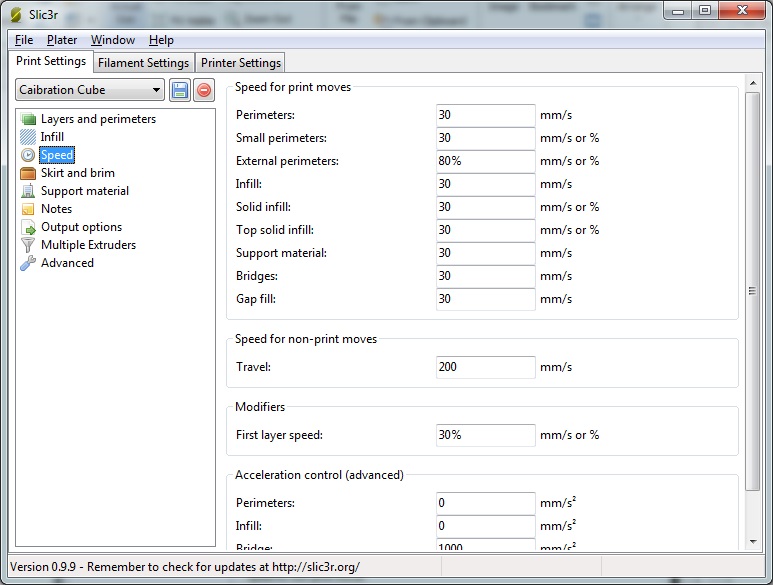 Slic3r
File Plater Window Help
Print Settings Filament Settings Printer Settings
Caibration Cube
Layers and perimeters
Infill
Speed
Skirt and brim
Support material
Notes
Output options
Multiple Extruders
Advanced
Speed for print moves
Perimeters: 30 mm/s
Small perimeters: 30 mm/s or %
External perimeters: 80% mm/s or %
Infill: 30 mm/s
Solid infill: 30 mm/s or %
Top solid infill: 30 mm/s or %
Support material: 30 mm/s
Bridges: 30 mm/s
Gap fill: 30 mm/s
Speed for non-print moves
Travel: 200 mm/s
Modifiers
First layer speed: 30% mm/s or %
Acceleration control (advanced)
Perimeters: 0 mm/s²
Infill: 0 mm/s²
Bridge: 1000 mm/s²
Version 0.9.9 - Remember to check for updates at http://slic3r.org/